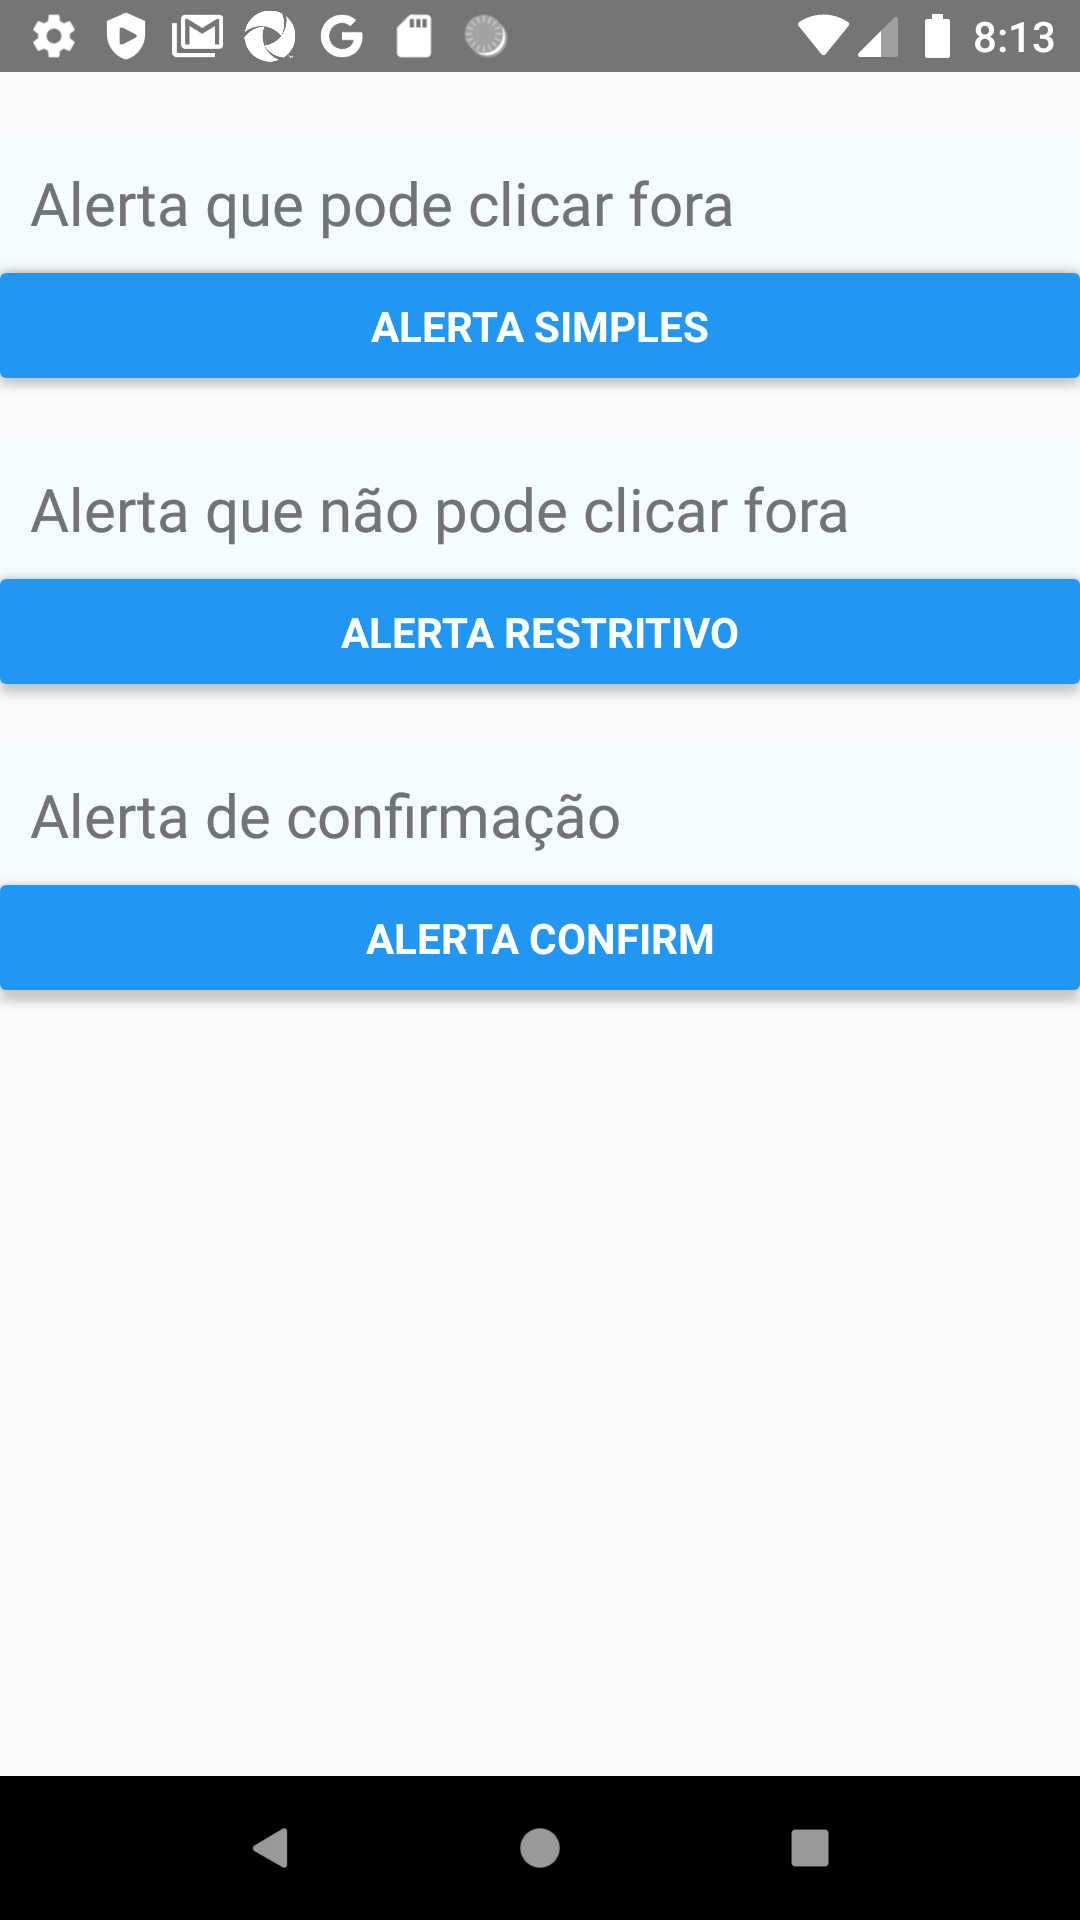 8:13
Alerta que pode clicar fora
ALERTA SIMPLES
Alerta que não pode clicar fora
ALERTA RESTRITIVO
Alerta de confirmação
ALERTA CONFIRM